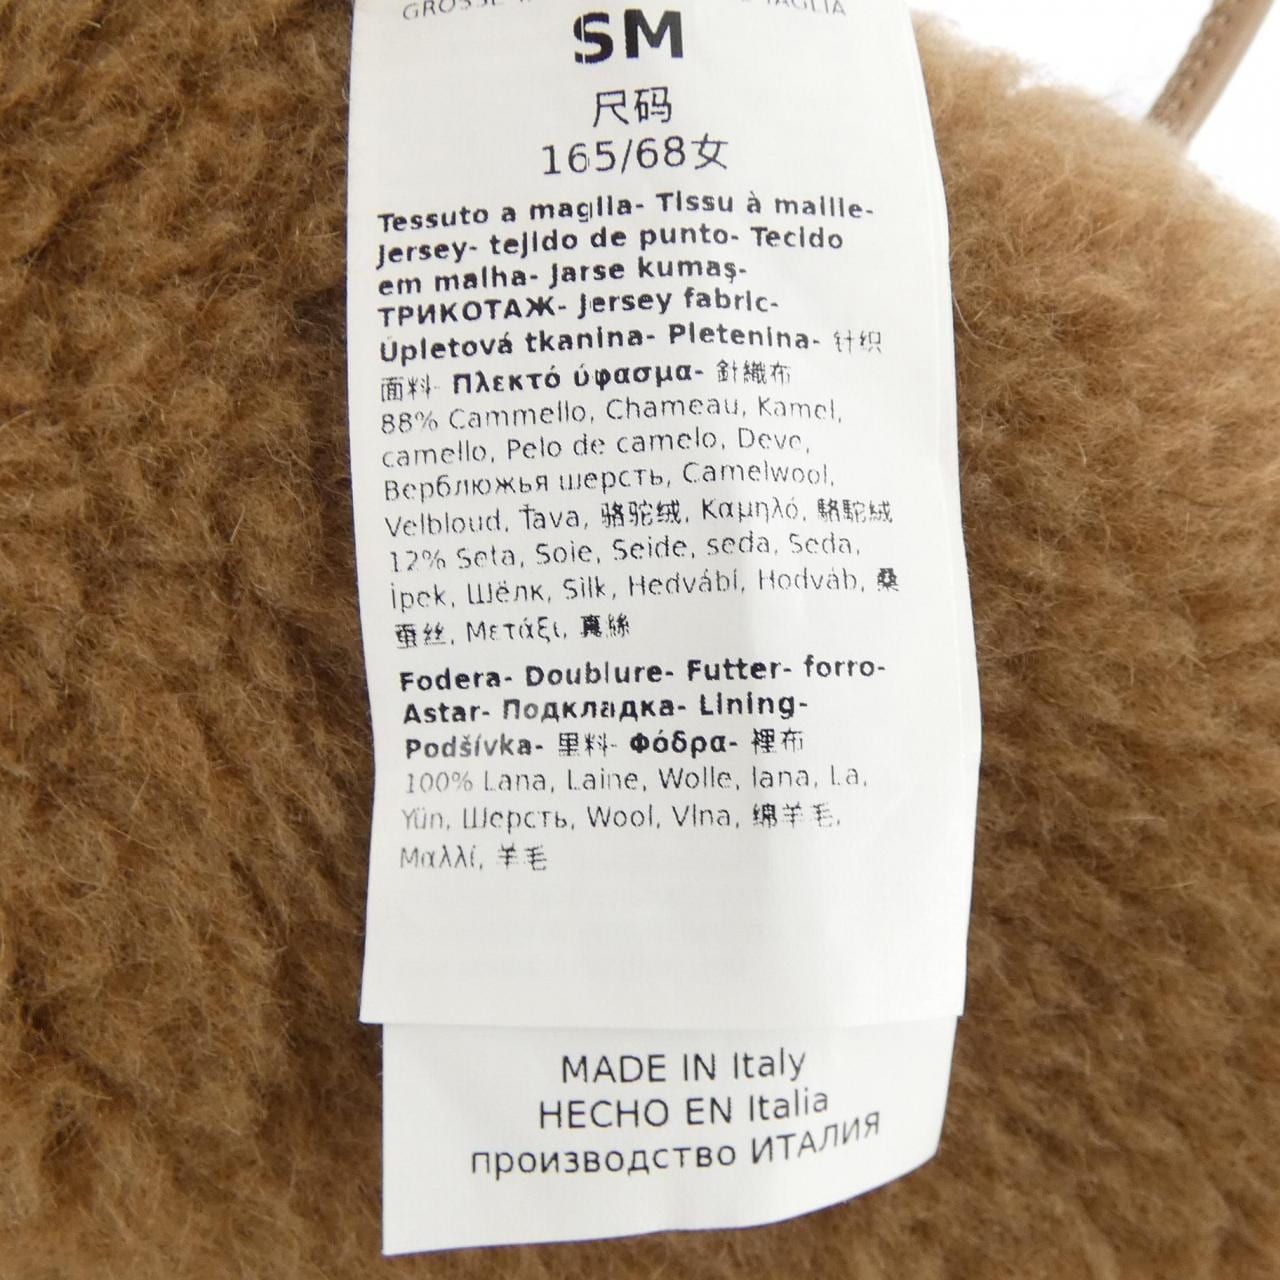 SM
尺码
165/68女
Tessuto a maglia- Tissu à maille-
Jersey- tejido de punto- Tecido
em malha- Jarse kumaş-
ТРИКОТАЖ- Jersey fabric-
Úpletová tkanina- Pletenina- 针织
面料- Πλεκτό ύφασμα- 針織布
88% Cammello, Chameau, Kamel,
camello, Pelo de camelo, Deve,
Верблюжья шерсть, Camelwool,
Velbloud, Ťava, 骆驼绒, Καμηλό, 駱駝絨
12% Seta, Soie, Seide, seda, Seda,
İpek, Шёлк, Silk, Hedvábí, Hodváb, 桑
蚕丝, Μετάξι, 真絲
Fodera- Doublure- Futter- forro-
Astar- Подкладка- Lining-
Podšívka- 里料- Φόδρα- 裡布
100% Lana, Laine, Wolle, lana, La,
Yün, Шерсть, Wool, Vlna, 绵羊毛,
Μαλλί, 羊毛
MADE IN Italy
HECHO EN Italia
производство ИТАЛИЯ